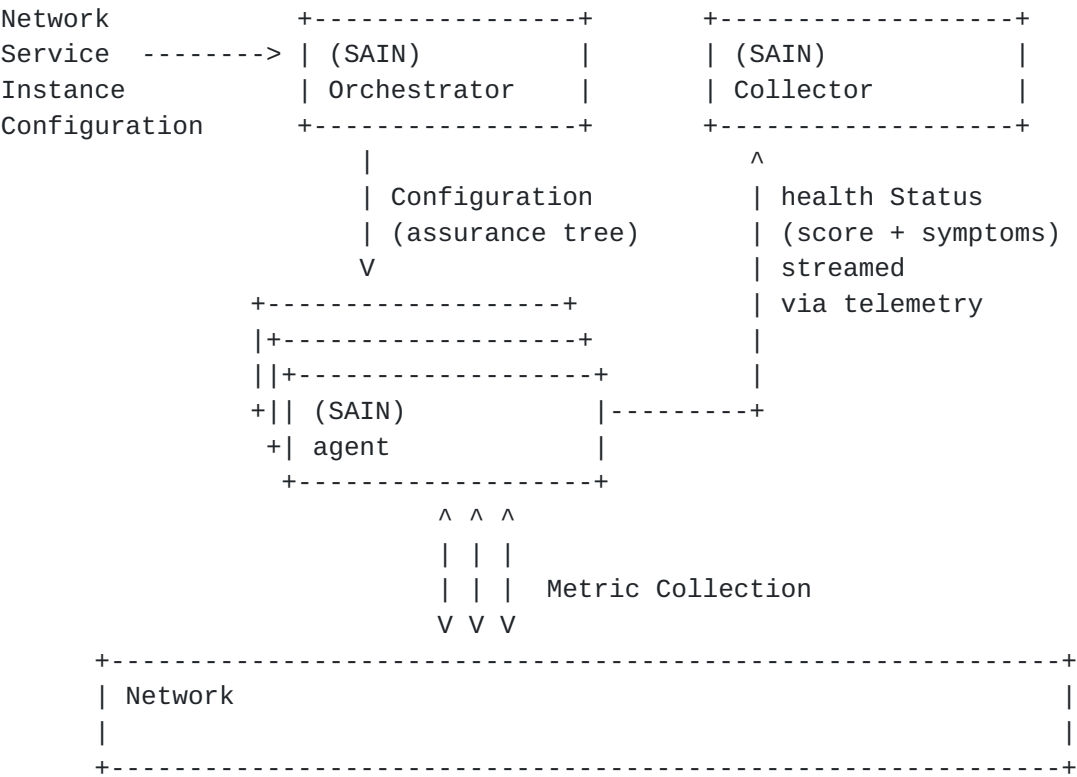 Network +-----------------+ +-------------------+
Service --------> | (SAIN) | | (SAIN) |
Instance | Orchestrator | | Collector |
Configuration +-----------------+ +-------------------+
| ^
| Configuration | health Status
| (assurance tree) | (score + symptoms)
V | streamed
+-------------------+ | via telemetry
|+-------------------+ |
||+-------------------+ |
+|| (SAIN) |---------+
+| agent |
+-------------------+
^ ^ ^
| | |
| | | Metric Collection
V V V
+-------------------------------------------------------------+
| Network |
| |
+-------------------------------------------------------------+